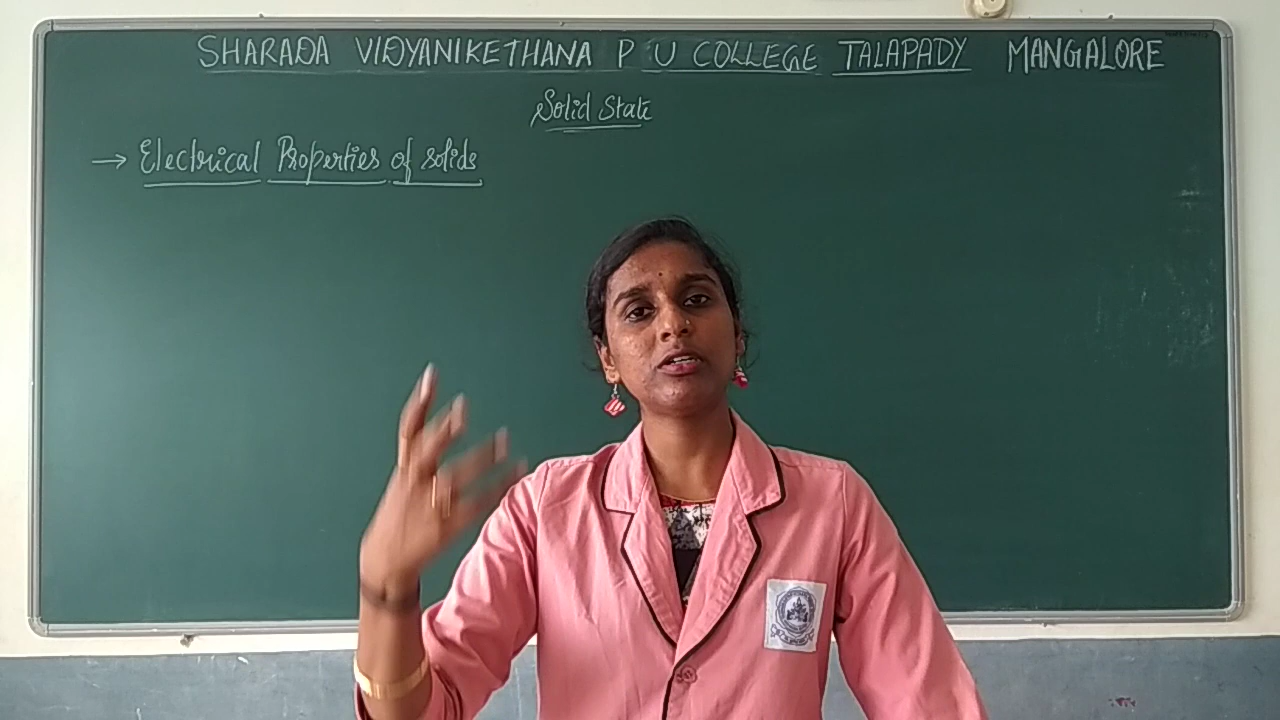 SHARADA VIDYANIKETHANA P U COLLEGE TALAPADY MANGALORE
Solid State
→ Electrical Properties of solids